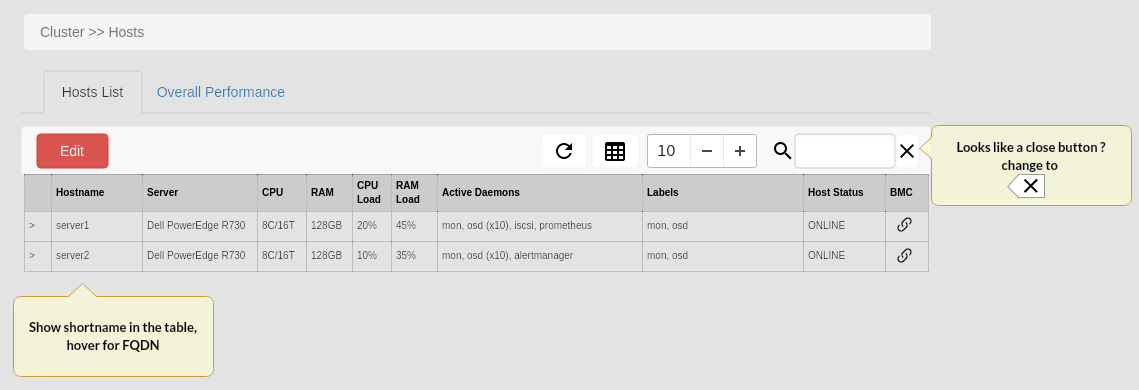 Cluster >> Hosts
Hosts List Overall Performance
Edit 10 − +
Looks like a close button ?
change to
Hostname Server CPU RAM CPU Load RAM Load Active Daemons Labels Host Status BMC
> server1 Dell PowerEdge R730 8C/16T 128GB 20% 45% mon, osd (x10), iscsi, prometheus mon, osd ONLINE
> server2 Dell PowerEdge R730 8C/16T 128GB 10% 35% mon, osd (x10), alertmanager mon, osd ONLINE
Show shortname in the table,
hover for FQDN